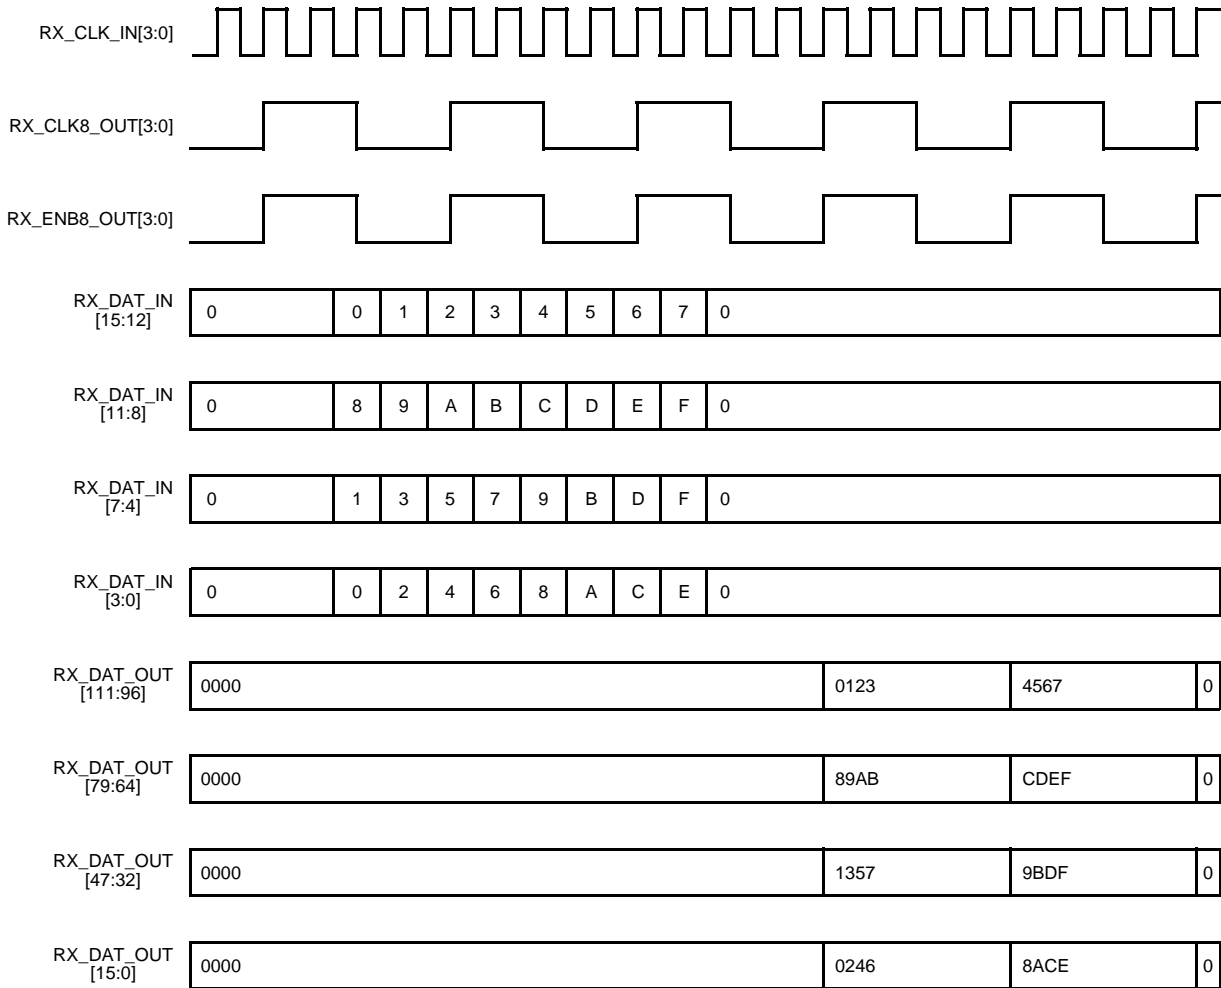 RX_CLK_IN[3:0]
RX_CLK8_OUT[3:0]
RX_ENB8_OUT[3:0]
RX_DAT_IN
[15:12]
0 0 1 2 3 4 5 6 7 0
RX_DAT_IN
[11:8]
0 8 9 A B C D E F 0
RX_DAT_IN
[7:4]
0 1 3 5 7 9 B D F 0
RX_DAT_IN
[3:0]
0 0 2 4 6 8 A C E 0
RX_DAT_OUT
[111:96]
0000 0123 4567 0
RX_DAT_OUT
[79:64]
0000 89AB CDEF 0
RX_DAT_OUT
[47:32]
0000 1357 9BDF 0
RX_DAT_OUT
[15:0]
0000 0246 8ACE 0